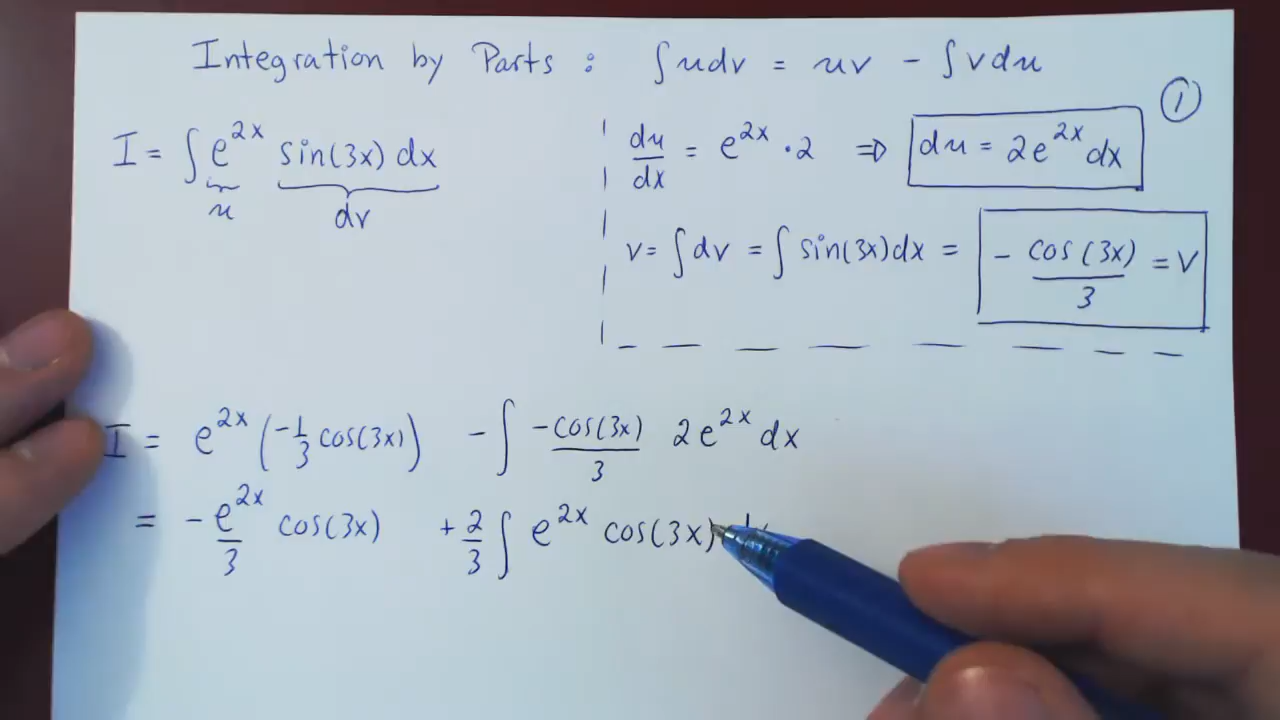 Integration by Parts : ∫ u dv = uv - ∫ v du
①
I = ∫ e^{2x} sin(3x) dx
u
dv
du/dx = e^{2x} · 2 ⇒ du = 2e^{2x} dx
v = ∫ dv = ∫ sin(3x) dx = - cos(3x)/3 = v
I = e^{2x} (-1/3 cos(3x)) - ∫ -cos(3x)/3 2e^{2x} dx
= - e^{2x}/3 cos(3x) + 2/3 ∫ e^{2x} cos(3x)